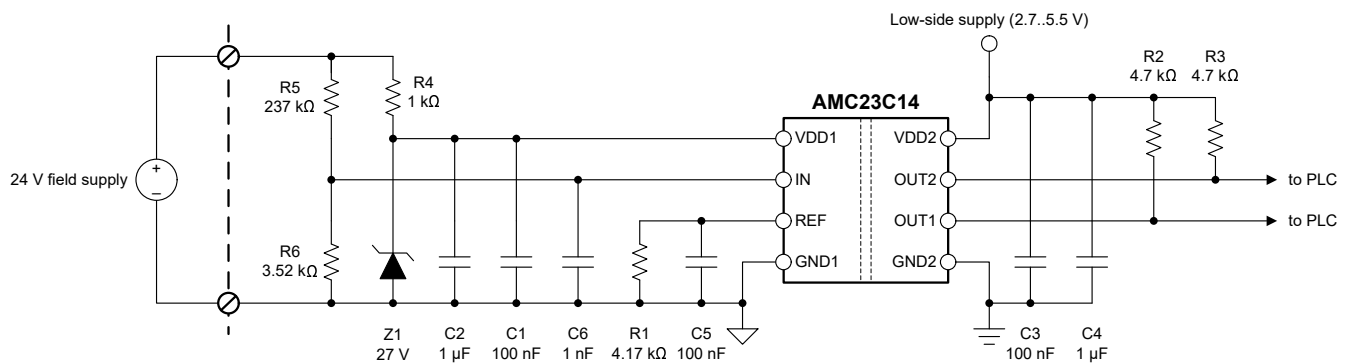 Low-side supply (2.7..5.5 V)
R5
237 kΩ
R4
1 kΩ
R2
4.7 kΩ
R3
4.7 kΩ
AMC23C14
VDD1
VDD2
24 V field supply
+
–
IN
OUT2
to PLC
REF
OUT1
to PLC
R6
3.52 kΩ
GND1
GND2
Z1
27 V
C2
1 µF
C1
100 nF
C6
1 nF
R1
4.17 kΩ
C5
100 nF
C3
100 nF
C4
1 µF